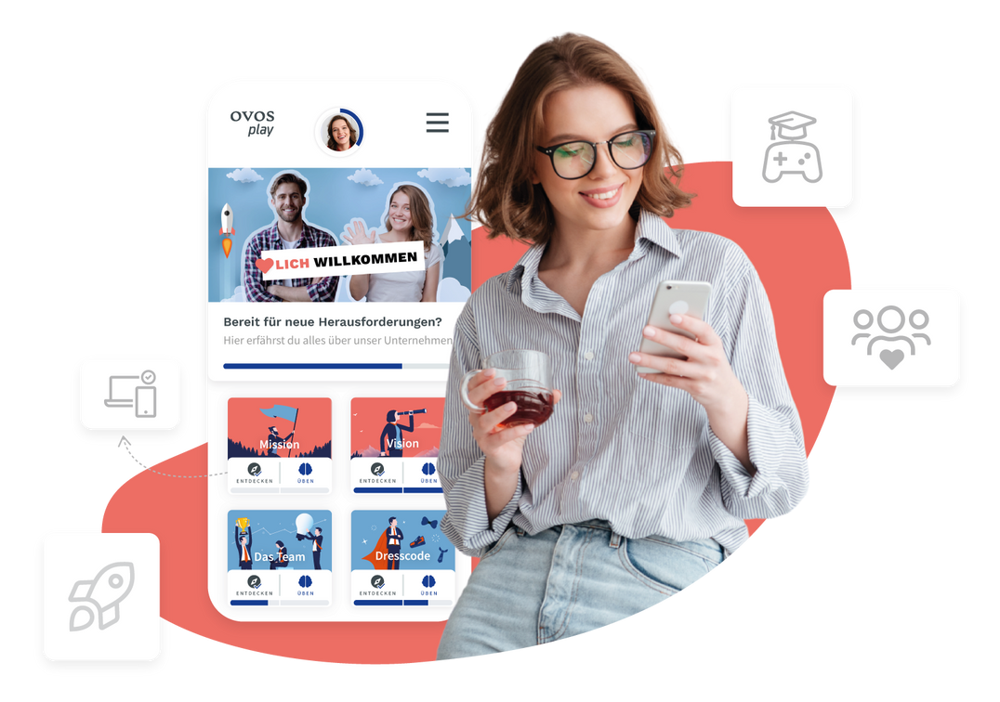 ovos
play
LICH WILLKOMMEN
Bereit für neue Herausforderungen?
Hier erfährst du alles über unser Unternehmen
Mission
Vision
ENTDECKEN
ÜBEN
ENTDECKEN
ÜBEN
Das Team
Dresscode
ENTDECKEN
ÜBEN
ENTDECKEN
ÜBEN